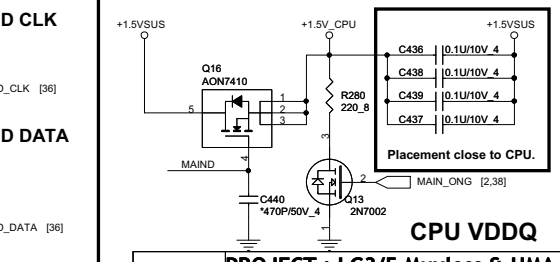 D CLK
D_CLK [36]
D DATA
D_DATA [36]
+1.5VSUS
+1.5V_CPU
+1.5VSUS
Q16
AON7410
5
1
2
3
4
MAIND
C440
*470P/50V_4
R280
220_8
3
2
1
Q13
2N7002
MAIN_ONG [2,38]
C436
0.1U/10V_4
C438
0.1U/10V_4
C439
0.1U/10V_4
C437
0.1U/10V_4
Placement close to CPU.
CPU VDDQ